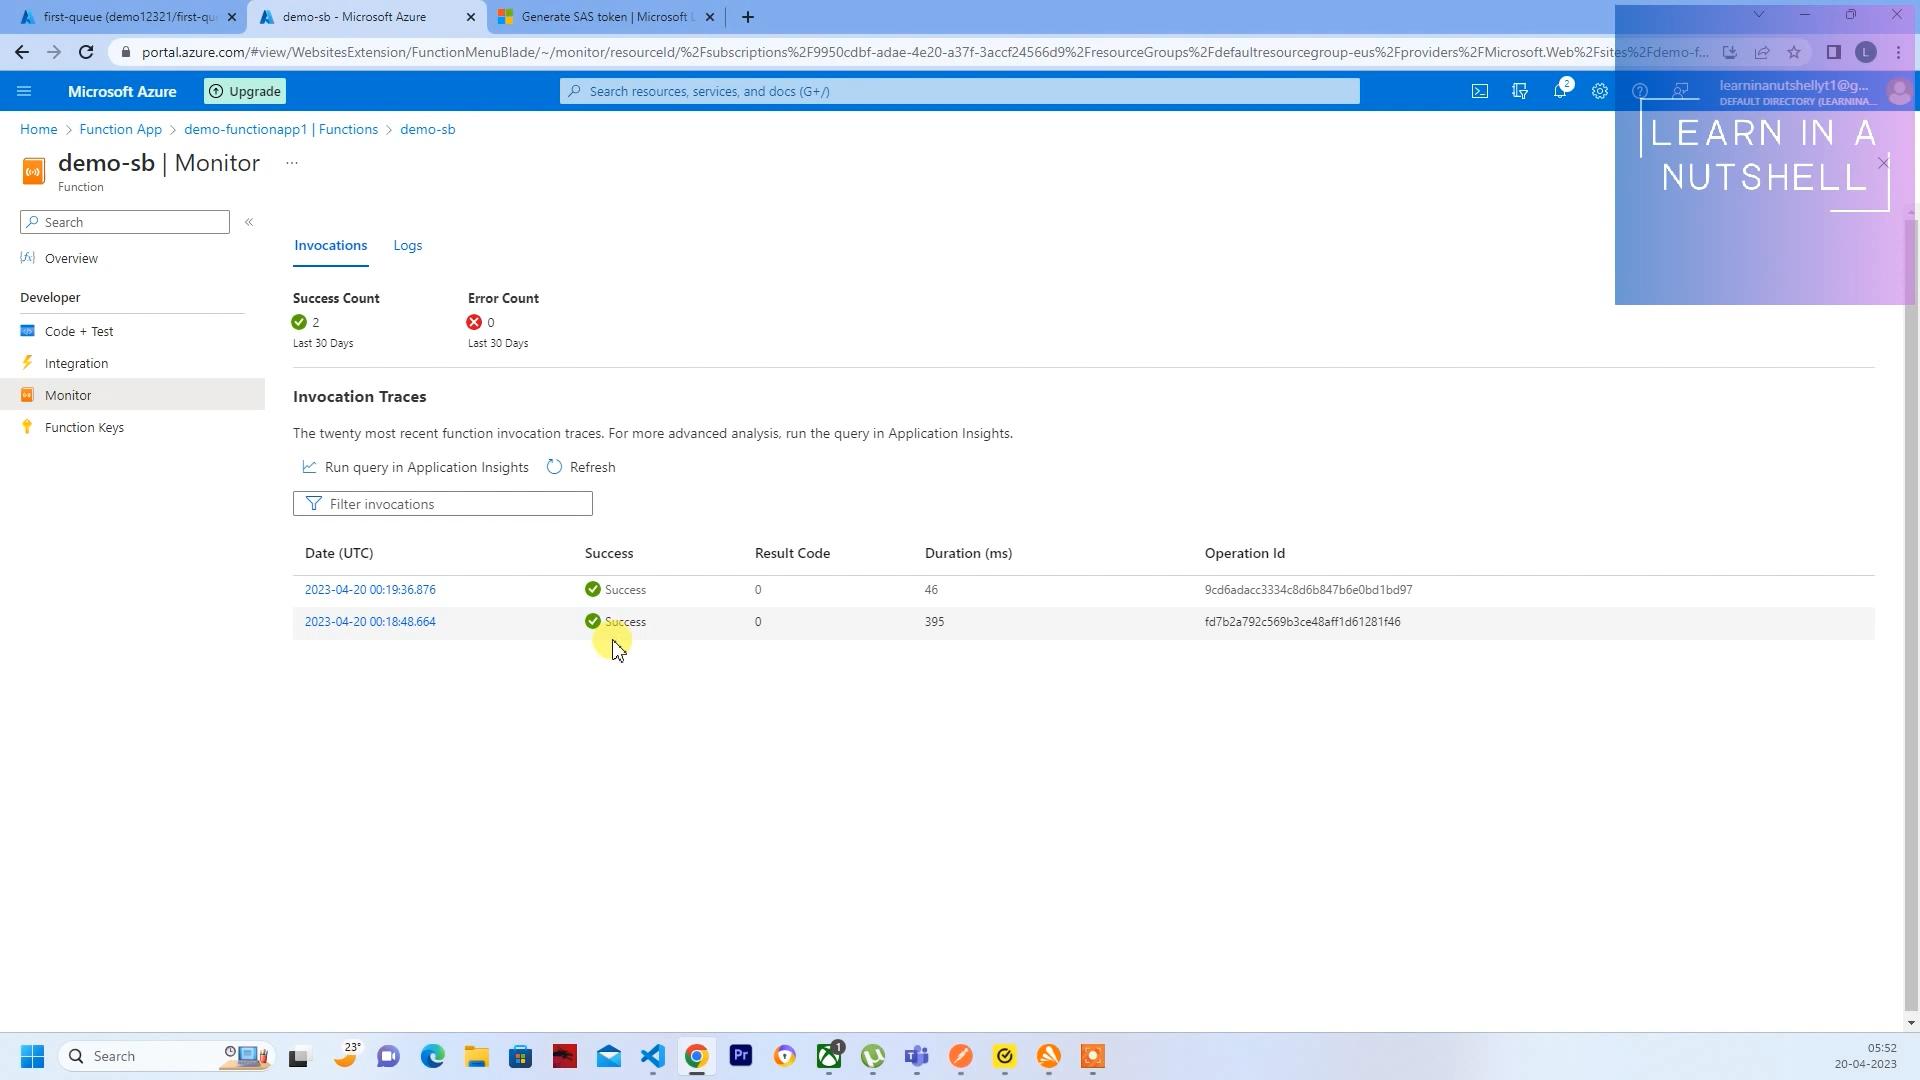 first-queue (demo12321/first-qu
demo-sb - Microsoft Azure
Generate SAS token | Microsoft L
portal.azure.com/#view/WebsitesExtension/FunctionMenuBlade/~/monitor/resourceId/%2Fsubscriptions%2F9950cdbf-adae-4e20-a37f-3accf24566d9%2FresourceGroups%2Fdefaultresourcegroup-eus%2Fproviders%2FMicrosoft.Web%2Fsites%2Fdemo-f...
L
Microsoft Azure
Upgrade
Search resources, services, and docs (G+/)
2
learninanutshellyt1@g...
DEFAULT DIRECTORY (LEARNINA...
LEARN IN A
NUTSHELL
Home > Function App > demo-functionapp1 | Functions > demo-sb
demo-sb | Monitor ...
Function
Search
Overview
Developer
Code + Test
Integration
Monitor
Function Keys
Invocations
Logs
Success Count
Error Count
2
0
Last 30 Days
Last 30 Days
Invocation Traces
The twenty most recent function invocation traces. For more advanced analysis, run the query in Application Insights.
Run query in Application Insights
Refresh
Filter invocations
Date (UTC) Success Result Code Duration (ms) Operation Id
2023-04-20 00:19:36.876 Success 0 46 9cd6adacc3334c8d6b847b6e0bd1bd97
2023-04-20 00:18:48.664 Success 0 395 fd7b2a792c569b3ce48aff1d61281f46
Search
23°
Pr
1
05:52
20-04-2023